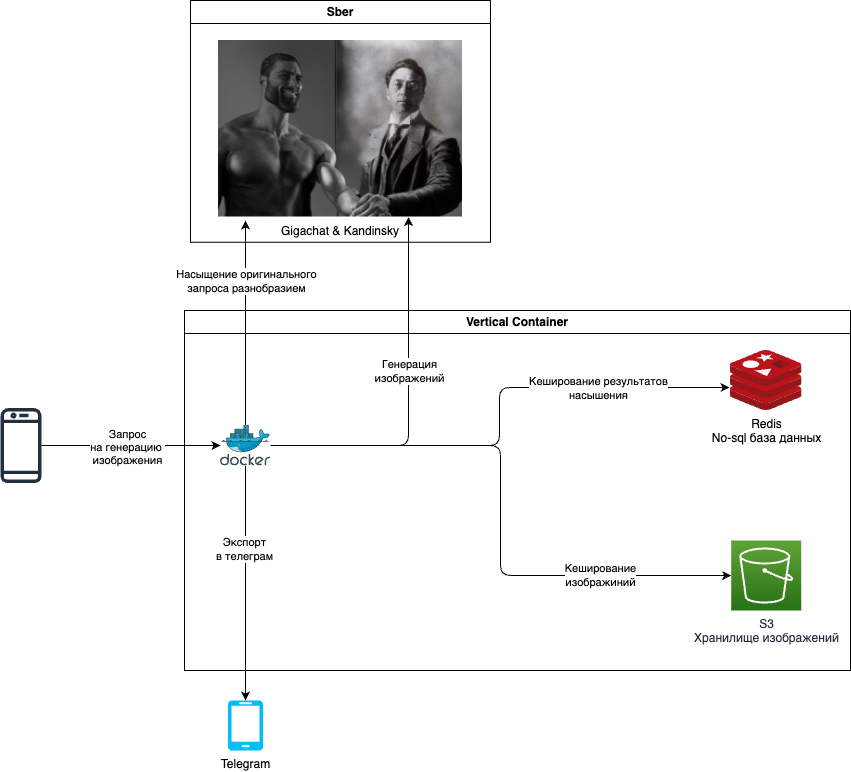 Sber
Gigachat & Kandinsky
Насыщение оригинального
запроса разнобразием
Vertical Container
Генерация
изображений
Кеширование результатов
насышения
Redis
No-sql база данных
Запрос
на генерацию
изображения
docker
Экспорт
в телеграм
Кеширование
изображиний
S3
Хранилище изображений
Telegram